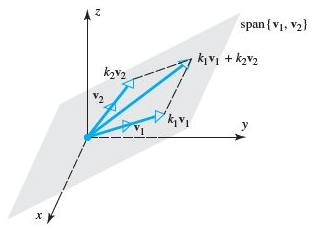 z
span{v₁, v₂}
k₁v₁ + k₂v₂
k₂v₂
v₂
k₁v₁
v₁
y
x